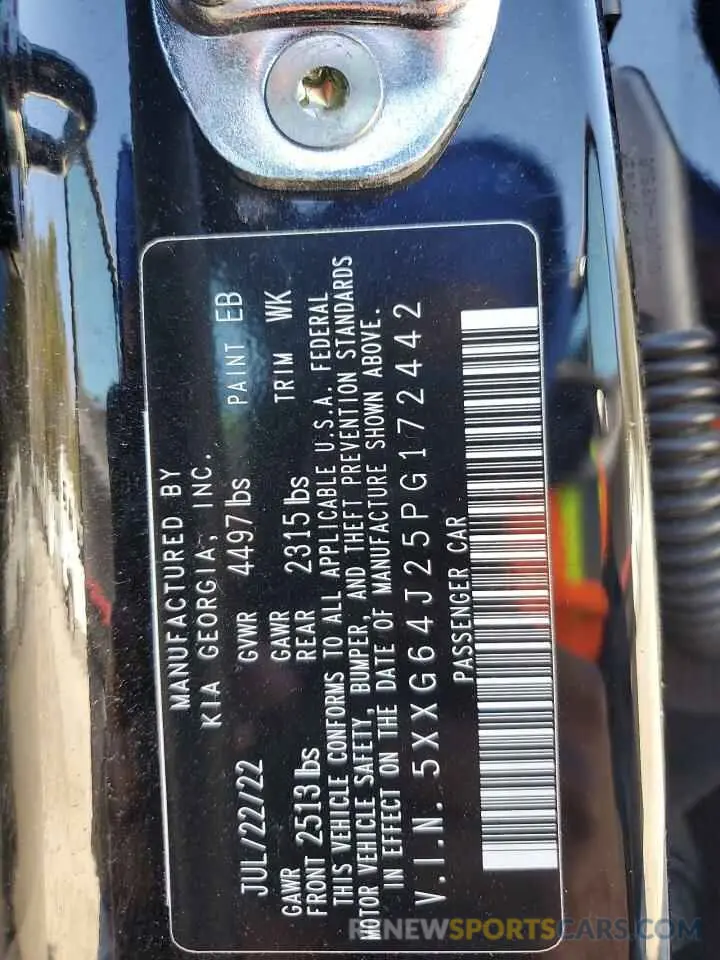 MANUFACTURED BY
KIA GEORGIA, INC.
JUL/22/22 GVWR 4497 lbs PAINT EB
GAWR FRONT 2513 lbs GAWR REAR 2315 lbs TRIM WK
THIS VEHICLE CONFORMS TO ALL APPLICABLE U.S.A. FEDERAL
MOTOR VEHICLE SAFETY, BUMPER, AND THEFT PREVENTION STANDARDS
IN EFFECT ON THE DATE OF MANUFACTURE SHOWN ABOVE.
V.I.N. 5XXG64J25PG172442
PASSENGER CAR
RENEWSPORTSCARS.COM